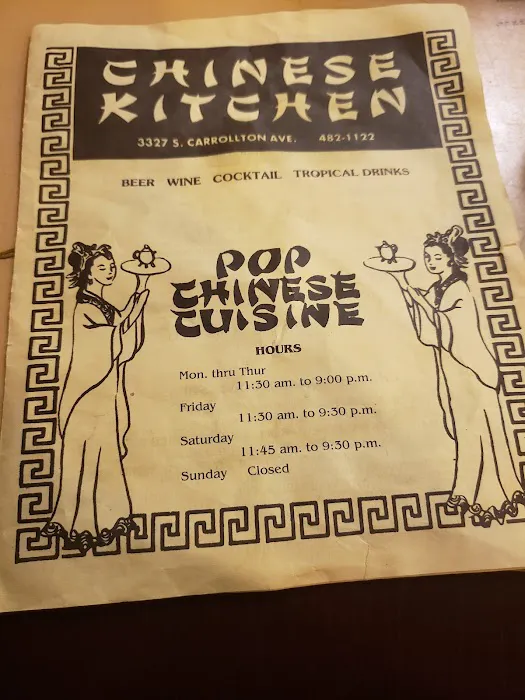 CHINESE
KITCHEN
3327 S. CARROLLTON AVE. 482-1122
BEER WINE COCKTAIL TROPICAL DRINKS
POP
CHINESE
CUISINE
HOURS
Mon. thru Thur
11:30 am. to 9:00 p.m.
Friday
11:30 am. to 9:30 p.m.
Saturday
11:45 am. to 9:30 p.m.
Sunday Closed